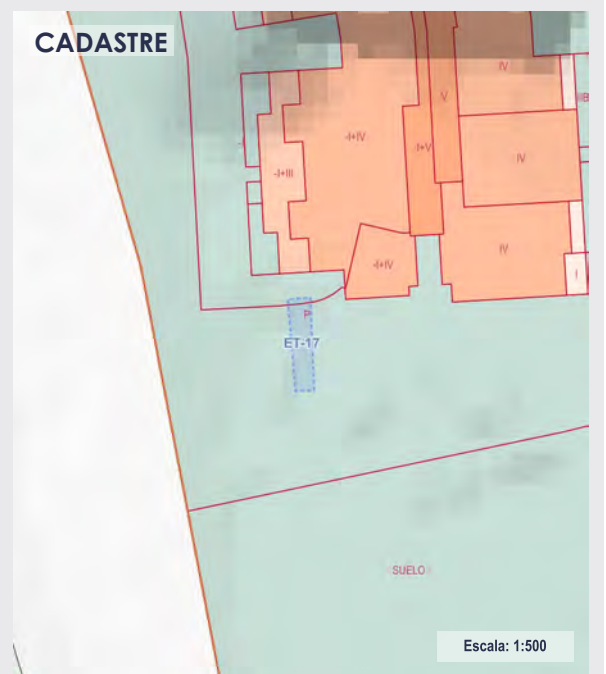 CADASTRE
IV
V
-I+IV
-I+V
IV
-I+III
IV
-I+IV
I
P
ET-17
SUELO
Escala: 1:500